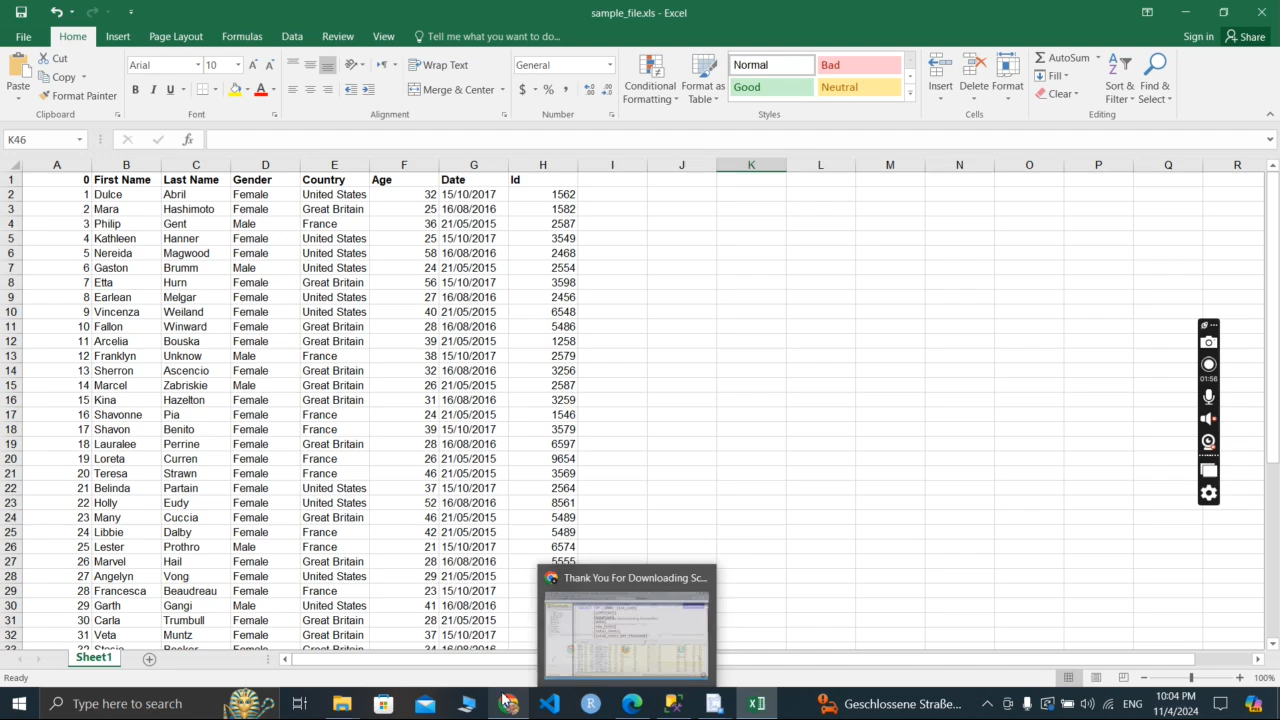 sample_file.xls - Excel
File Home Insert Page Layout Formulas Data Review View Tell me what you want to do... Sign in Share
Cut
Copy
Format Painter
Paste
Clipboard
Arial 10
B I U
Font
Wrap Text
Merge & Center
Alignment
General
$ % ,
Number
Conditional Formatting
Format as Table
Normal Bad
Good Neutral
Styles
Insert Delete Format
Cells
AutoSum
Fill
Clear
Sort & Filter
Find & Select
Editing
K46 fx
A B C D E F G H I J K L M N O P Q R
1 0 First Name Last Name Gender Country Age Date Id
2 1 Dulce Abril Female United States 32 15/10/2017 1562
3 2 Mara Hashimoto Female Great Britain 25 16/08/2016 1582
4 3 Philip Gent Male France 36 21/05/2015 2587
5 4 Kathleen Hanner Female United States 25 15/10/2017 3549
6 5 Nereida Magwood Female United States 58 16/08/2016 2468
7 6 Gaston Brumm Male United States 24 21/05/2015 2554
8 7 Etta Hurn Female Great Britain 56 15/10/2017 3598
9 8 Earlean Melgar Female United States 27 16/08/2016 2456
10 9 Vincenza Weiland Female United States 40 21/05/2015 6548
11 10 Fallon Winward Female Great Britain 28 16/08/2016 5486
12 11 Arcelia Bouska Female Great Britain 39 21/05/2015 1258
13 12 Franklyn Unknow Male France 38 15/10/2017 2579
14 13 Sherron Ascencio Female Great Britain 32 16/08/2016 3256
15 14 Marcel Zabriskie Male Great Britain 26 21/05/2015 2587
16 15 Kina Hazelton Female Great Britain 31 16/08/2016 3259
17 16 Shavonne Pia Female France 24 21/05/2015 1546
18 17 Shavon Benito Female France 39 15/10/2017 3579
19 18 Lauralee Perrine Female Great Britain 28 16/08/2016 6597
20 19 Loreta Curren Female France 26 21/05/2015 9654
21 20 Teresa Strawn Female France 46 21/05/2015 3569
22 21 Belinda Partain Female United States 37 15/10/2017 2564
23 22 Holly Eudy Female United States 52 16/08/2016 8561
24 23 Many Cuccia Female Great Britain 46 21/05/2015 5489
25 24 Libbie Dalby Female France 42 21/05/2015 5489
26 25 Lester Prothro Male France 21 15/10/2017 6574
27 26 Marvel Hail Female Great Britain 28 16/08/2016 5555
28 27 Angelyn Vong Female United States 29 21/05/2015
29 28 Francesca Beaudreau Female France 23 15/10/2017
30 29 Garth Gangi Male United States 41 16/08/2016
31 30 Carla Trumbull Female Great Britain 28 21/05/2015
32 31 Veta Muntz Female Great Britain 37 15/10/2017
01:56
Thank You For Downloading Sc...
Sheet1
Ready 100%
Type here to search
Geschlossene Straße...
ENG
10:04 PM
11/4/2024